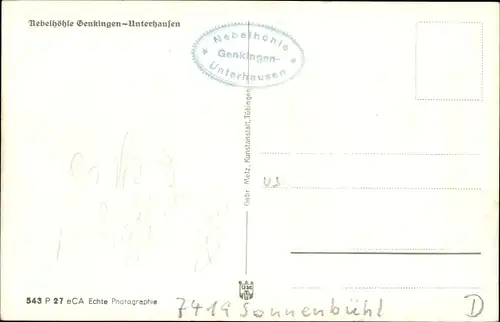 Nebelhöhle Genkingen–Unterhausen
* Nebelhöhle *
Genkingen-
Unterhausen
Gebr. Metz, Kunstanstalt, Tübingen
543 P 27 eCA Echte Photographie
7419 Sonnenbühl D